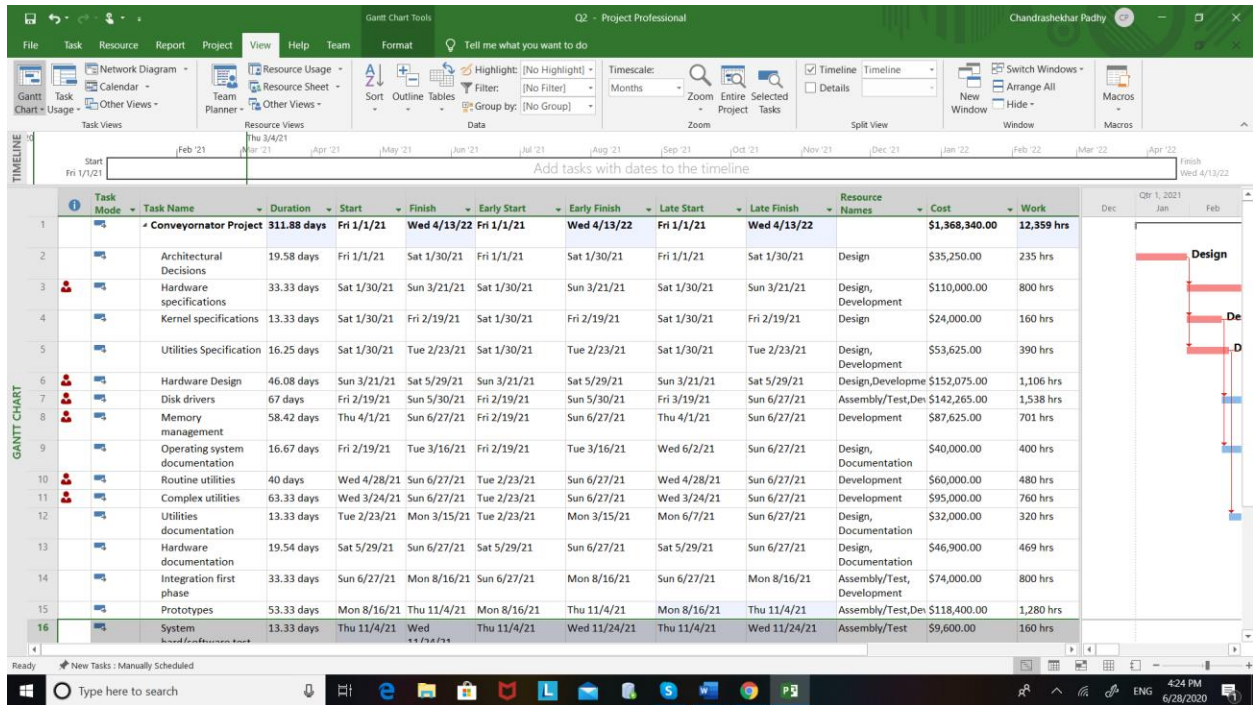 Gantt Chart Tools
Q2 - Project Professional
Chandrashekhar Padhy CP
File Task Resource Report Project View Help Team Format Tell me what you want to do
Gantt Chart
Task Usage
Network Diagram
Calendar
Other Views
Task Views
Team Planner
Resource Usage
Resource Sheet
Other Views
Resource Views
Sort Outline Tables
Highlight: [No Highlight]
Filter: [No Filter]
Group by: [No Group]
Data
Timescale:
Months
Zoom Entire Project Selected Tasks
Zoom
Timeline Timeline
Details
Split View
New Window
Switch Windows
Arrange All
Hide
Window
Macros
Macros
TIMELINE
Thu 3/4/21
Feb '21 Mar '21 Apr '21 May '21 Jun '21 Jul '21 Aug '21 Sep '21 Oct '21 Nov '21 Dec '21 Jan '22 Feb '22 Mar '22 Apr '22
Start
Fri 1/1/21
Add tasks with dates to the timeline
Finish
Wed 4/13/22
GANTT CHART
Task Mode Task Name Duration Start Finish Early Start Early Finish Late Start Late Finish Resource Names Cost Work
Qtr 1, 2021
Dec Jan Feb
1 Conveyornator Project 311.88 days Fri 1/1/21 Wed 4/13/22 Fri 1/1/21 Wed 4/13/22 Fri 1/1/21 Wed 4/13/22 $1,368,340.00 12,359 hrs
2 Architectural Decisions 19.58 days Fri 1/1/21 Sat 1/30/21 Fri 1/1/21 Sat 1/30/21 Fri 1/1/21 Sat 1/30/21 Design $35,250.00 235 hrs
Design
3 Hardware specifications 33.33 days Sat 1/30/21 Sun 3/21/21 Sat 1/30/21 Sun 3/21/21 Sat 1/30/21 Sun 3/21/21 Design, Development $110,000.00 800 hrs
4 Kernel specifications 13.33 days Sat 1/30/21 Fri 2/19/21 Sat 1/30/21 Fri 2/19/21 Sat 1/30/21 Fri 2/19/21 Design $24,000.00 160 hrs
De
5 Utilities Specification 16.25 days Sat 1/30/21 Tue 2/23/21 Sat 1/30/21 Tue 2/23/21 Sat 1/30/21 Tue 2/23/21 Design, Development $53,625.00 390 hrs
D
6 Hardware Design 46.08 days Sun 3/21/21 Sat 5/29/21 Sun 3/21/21 Sat 5/29/21 Sun 3/21/21 Sat 5/29/21 Design,Developme $152,075.00 1,106 hrs
7 Disk drivers 67 days Fri 2/19/21 Sun 5/30/21 Fri 2/19/21 Sun 5/30/21 Fri 3/19/21 Sun 6/27/21 Assembly/Test,Dev $142,265.00 1,538 hrs
8 Memory management 58.42 days Thu 4/1/21 Sun 6/27/21 Fri 2/19/21 Sun 6/27/21 Thu 4/1/21 Sun 6/27/21 Development $87,625.00 701 hrs
9 Operating system documentation 16.67 days Fri 2/19/21 Tue 3/16/21 Fri 2/19/21 Tue 3/16/21 Wed 6/2/21 Sun 6/27/21 Design, Documentation $40,000.00 400 hrs
10 Routine utilities 40 days Wed 4/28/21 Sun 6/27/21 Tue 2/23/21 Sun 6/27/21 Wed 4/28/21 Sun 6/27/21 Development $60,000.00 480 hrs
11 Complex utilities 63.33 days Wed 3/24/21 Sun 6/27/21 Tue 2/23/21 Sun 6/27/21 Wed 3/24/21 Sun 6/27/21 Development $95,000.00 760 hrs
12 Utilities documentation 13.33 days Tue 2/23/21 Mon 3/15/21 Tue 2/23/21 Mon 3/15/21 Mon 6/7/21 Sun 6/27/21 Design, Documentation $32,000.00 320 hrs
13 Hardware documentation 19.54 days Sat 5/29/21 Sun 6/27/21 Sat 5/29/21 Sun 6/27/21 Sat 5/29/21 Sun 6/27/21 Design, Documentation $46,900.00 469 hrs
14 Integration first phase 33.33 days Sun 6/27/21 Mon 8/16/21 Sun 6/27/21 Mon 8/16/21 Sun 6/27/21 Mon 8/16/21 Assembly/Test, Development $74,000.00 800 hrs
15 Prototypes 53.33 days Mon 8/16/21 Thu 11/4/21 Mon 8/16/21 Thu 11/4/21 Mon 8/16/21 Thu 11/4/21 Assembly/Test,Dev $118,400.00 1,280 hrs
16 System hard/software test 13.33 days Thu 11/4/21 Wed 11/24/21 Thu 11/4/21 Wed 11/24/21 Thu 11/4/21 Wed 11/24/21 Assembly/Test $9,600.00 160 hrs
Ready New Tasks : Manually Scheduled
Type here to search
ENG
4:24 PM
6/28/2020